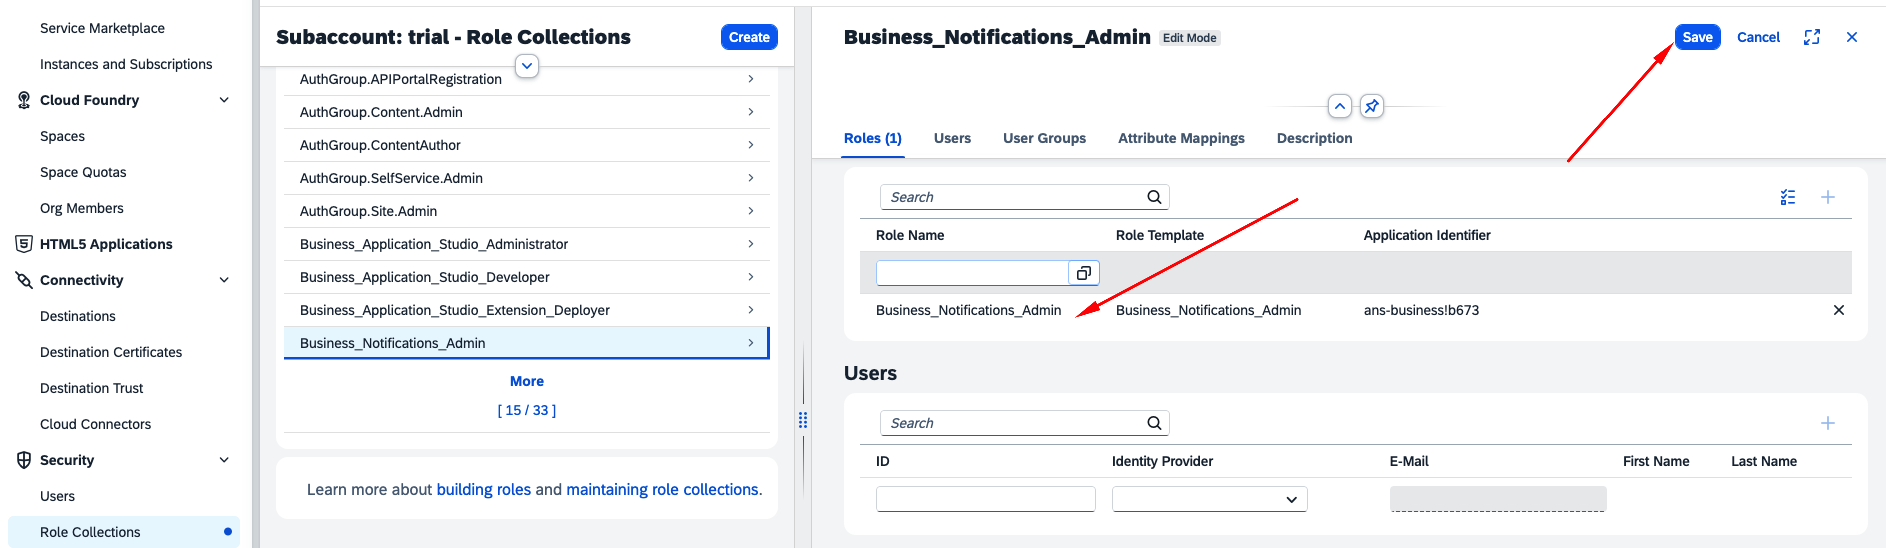 Service Marketplace
Instances and Subscriptions
Cloud Foundry
Spaces
Space Quotas
Org Members
HTML5 Applications
Connectivity
Destinations
Destination Certificates
Destination Trust
Cloud Connectors
Security
Users
Role Collections
Subaccount: trial - Role Collections
Create
AuthGroup.APIPortalRegistration
AuthGroup.Content.Admin
AuthGroup.ContentAuthor
AuthGroup.SelfService.Admin
AuthGroup.Site.Admin
Business_Application_Studio_Administrator
Business_Application_Studio_Developer
Business_Application_Studio_Extension_Deployer
Business_Notifications_Admin
More
[ 15 / 33 ]
Learn more about building roles and maintaining role collections.
Business_Notifications_Admin Edit Mode
Save Cancel
Roles (1) Users User Groups Attribute Mappings Description
Search
Role Name Role Template Application Identifier
Business_Notifications_Admin Business_Notifications_Admin ans-business!b673
Users
Search
ID Identity Provider E-Mail First Name Last Name